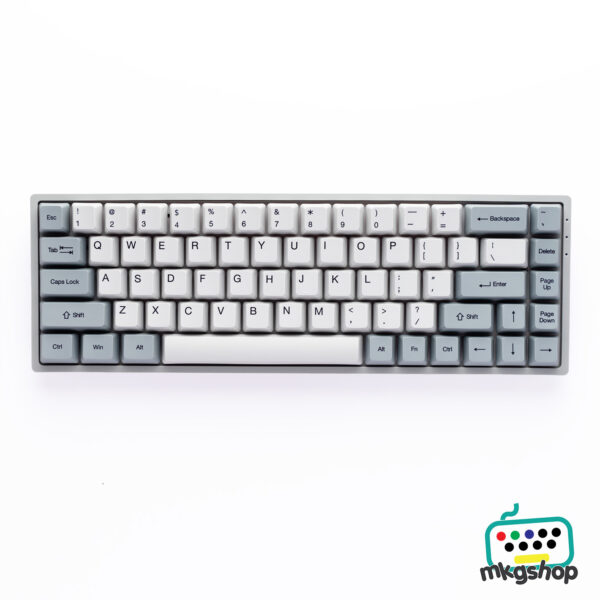 Esc ! 1 @ 2 # 3 $ 4 % 5 ^ 6 & 7 * 8 ( 9 ) 0 — - + = ← Backspace ~ `
Tab Q W E R T Y U I O P { [ } ] ¦ \ Delete
Caps Lock A S D F G H J K L : ; " ' Enter Page Up
⇧ Shift Z X C V B N M < , > . ? / ⇧ Shift ↑ Page Down
Ctrl Win Alt Alt Fn Ctrl ← ↓ →
mkgshop